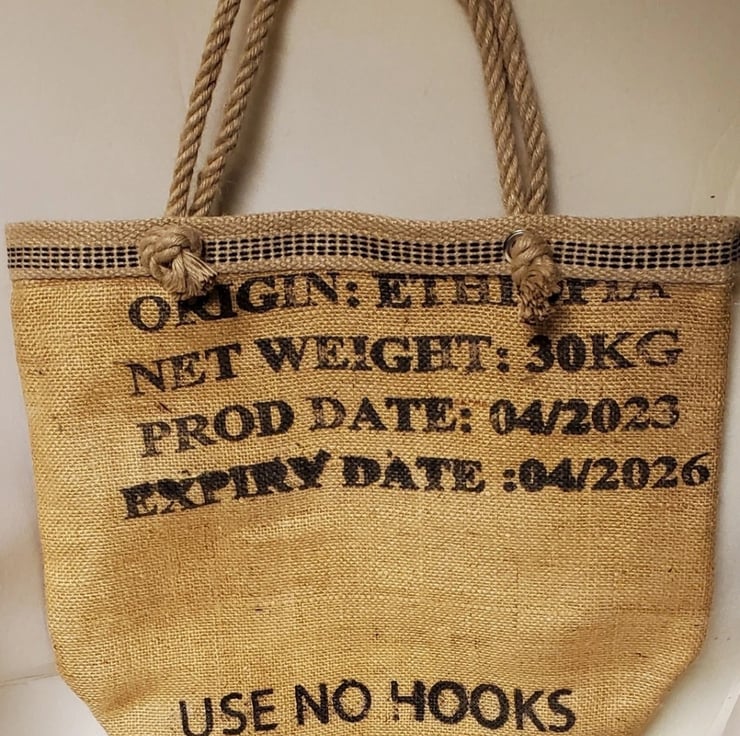 ORIGIN: ETHIOPIA
NET WEIGHT: 30KG
PROD DATE: 04/2023
EXPIRY DATE :04/2026
USE NO HOOKS